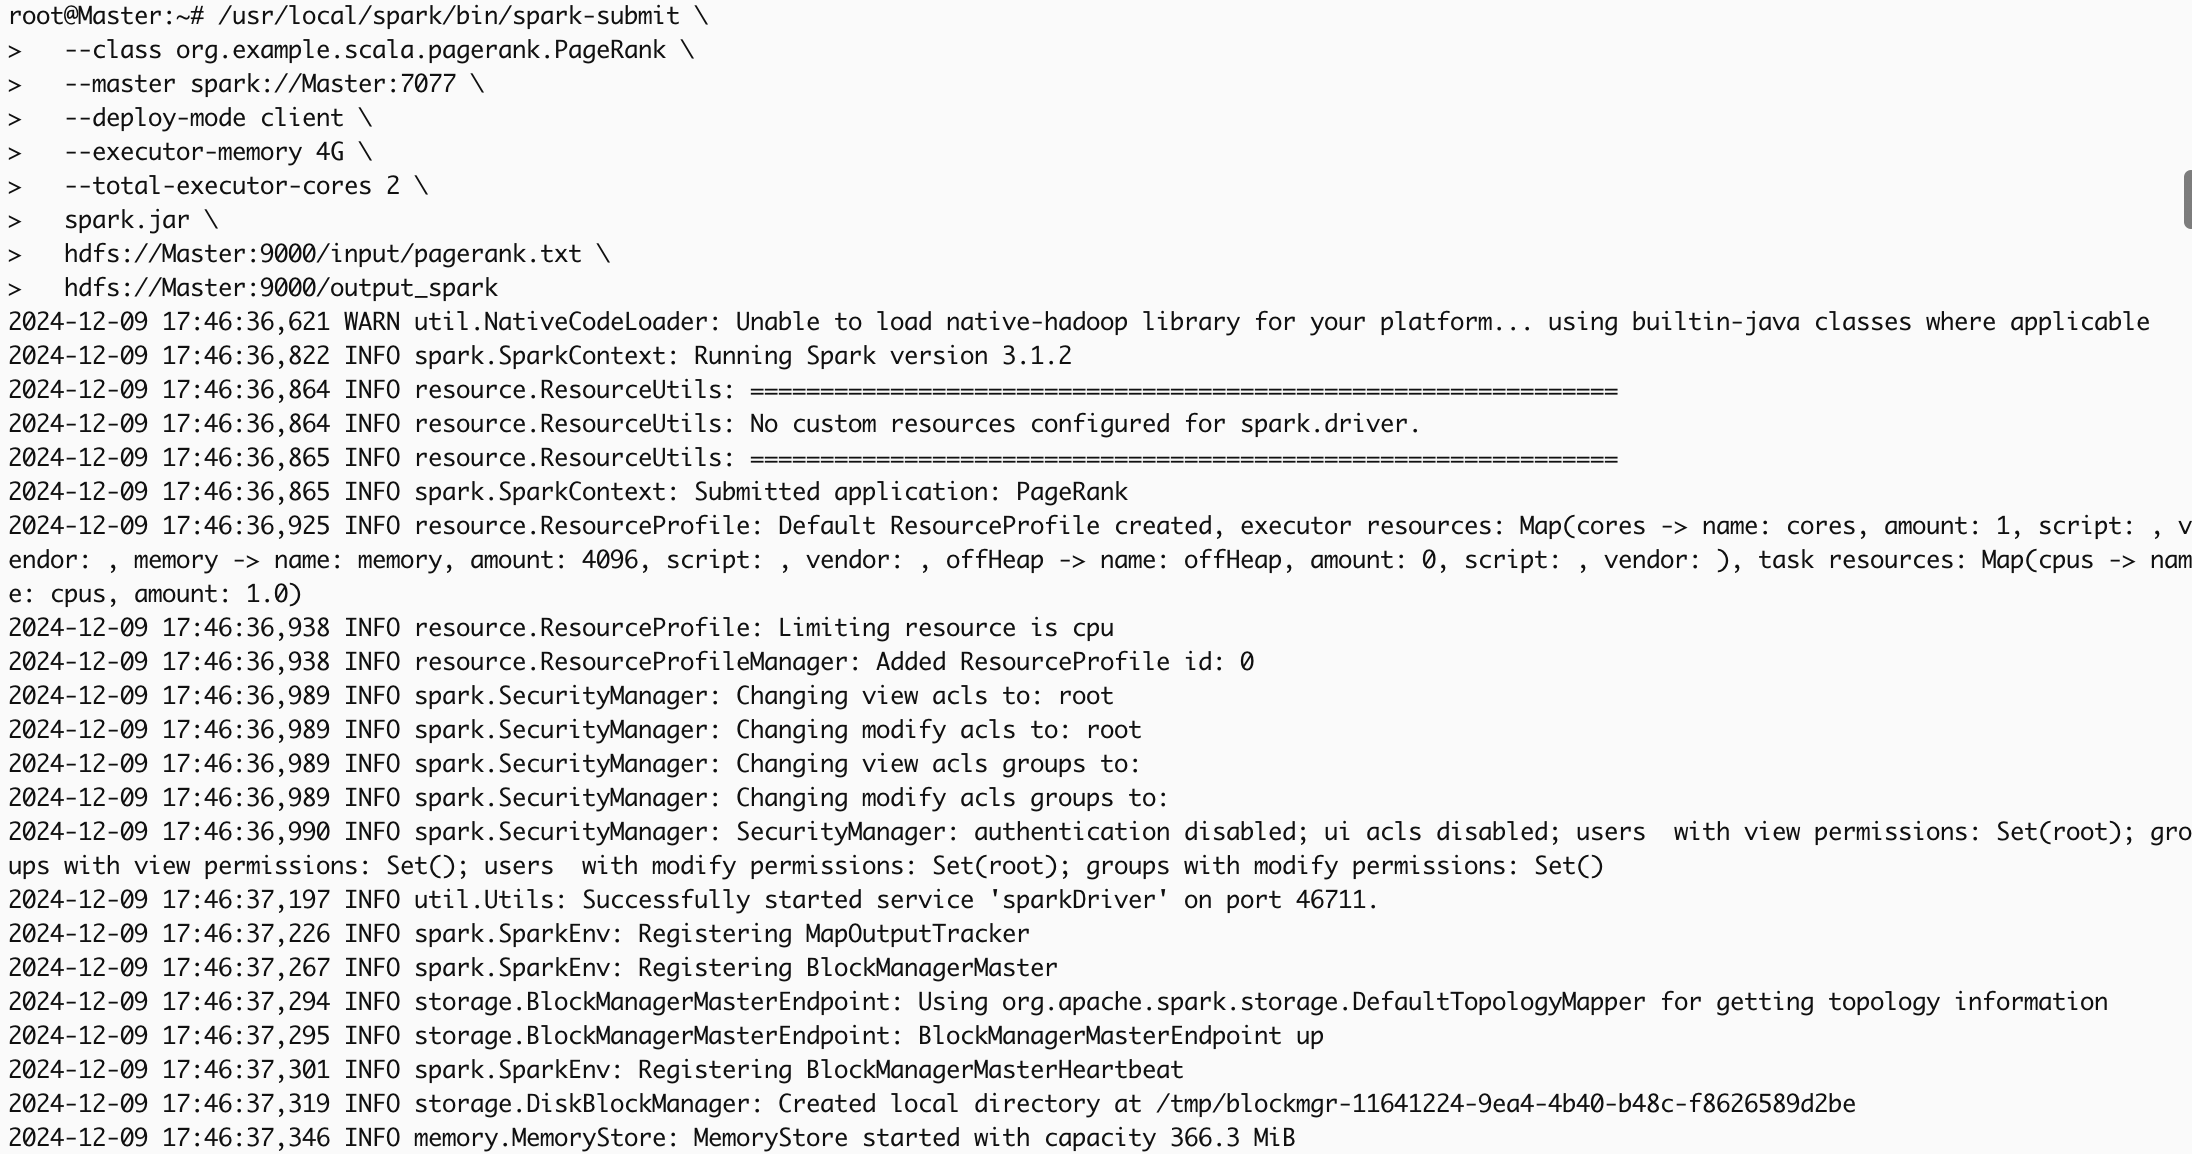 root@Master:~# /usr/local/spark/bin/spark-submit \
>   --class org.example.scala.pagerank.PageRank \
>   --master spark://Master:7077 \
>   --deploy-mode client \
>   --executor-memory 4G \
>   --total-executor-cores 2 \
>   spark.jar \
>   hdfs://Master:9000/input/pagerank.txt \
>   hdfs://Master:9000/output_spark
2024-12-09 17:46:36,621 WARN util.NativeCodeLoader: Unable to load native-hadoop library for your platform... using builtin-java classes where applicable
2024-12-09 17:46:36,822 INFO spark.SparkContext: Running Spark version 3.1.2
2024-12-09 17:46:36,864 INFO resource.ResourceUtils: ==============================================================
2024-12-09 17:46:36,864 INFO resource.ResourceUtils: No custom resources configured for spark.driver.
2024-12-09 17:46:36,865 INFO resource.ResourceUtils: ==============================================================
2024-12-09 17:46:36,865 INFO spark.SparkContext: Submitted application: PageRank
2024-12-09 17:46:36,925 INFO resource.ResourceProfile: Default ResourceProfile created, executor resources: Map(cores -> name: cores, amount: 1, script: , v
endor: , memory -> name: memory, amount: 4096, script: , vendor: , offHeap -> name: offHeap, amount: 0, script: , vendor: ), task resources: Map(cpus -> nam
e: cpus, amount: 1.0)
2024-12-09 17:46:36,938 INFO resource.ResourceProfile: Limiting resource is cpu
2024-12-09 17:46:36,938 INFO resource.ResourceProfileManager: Added ResourceProfile id: 0
2024-12-09 17:46:36,989 INFO spark.SecurityManager: Changing view acls to: root
2024-12-09 17:46:36,989 INFO spark.SecurityManager: Changing modify acls to: root
2024-12-09 17:46:36,989 INFO spark.SecurityManager: Changing view acls groups to:
2024-12-09 17:46:36,989 INFO spark.SecurityManager: Changing modify acls groups to:
2024-12-09 17:46:36,990 INFO spark.SecurityManager: SecurityManager: authentication disabled; ui acls disabled; users  with view permissions: Set(root); gro
ups with view permissions: Set(); users  with modify permissions: Set(root); groups with modify permissions: Set()
2024-12-09 17:46:37,197 INFO util.Utils: Successfully started service 'sparkDriver' on port 46711.
2024-12-09 17:46:37,226 INFO spark.SparkEnv: Registering MapOutputTracker
2024-12-09 17:46:37,267 INFO spark.SparkEnv: Registering BlockManagerMaster
2024-12-09 17:46:37,294 INFO storage.BlockManagerMasterEndpoint: Using org.apache.spark.storage.DefaultTopologyMapper for getting topology information
2024-12-09 17:46:37,295 INFO storage.BlockManagerMasterEndpoint: BlockManagerMasterEndpoint up
2024-12-09 17:46:37,301 INFO spark.SparkEnv: Registering BlockManagerMasterHeartbeat
2024-12-09 17:46:37,319 INFO storage.DiskBlockManager: Created local directory at /tmp/blockmgr-11641224-9ea4-4b40-b48c-f8626589d2be
2024-12-09 17:46:37,346 INFO memory.MemoryStore: MemoryStore started with capacity 366.3 MiB